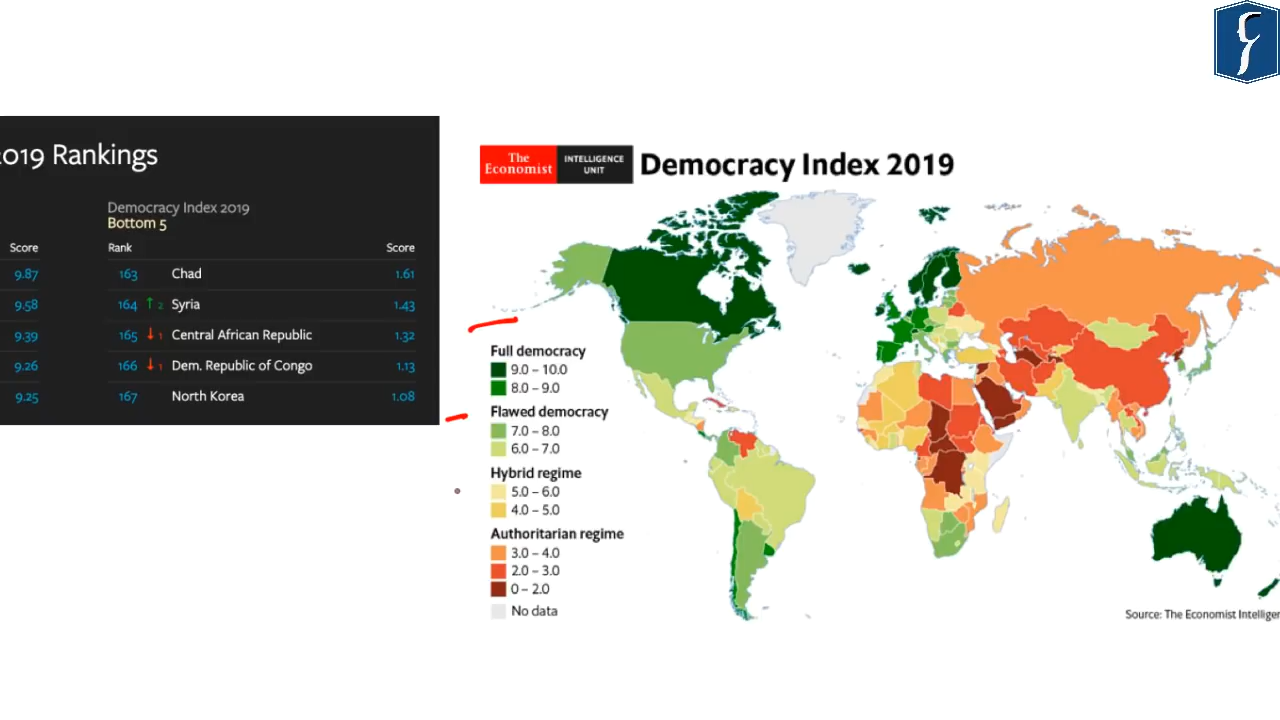 2019 Rankings
Democracy Index 2019
Bottom 5
Score
Rank
Score
9.87
163 Chad 1.61
9.58
164 2 Syria 1.43
9.39
165 1 Central African Republic 1.32
9.26
166 1 Dem. Republic of Congo 1.13
9.25
167 North Korea 1.08
The Economist
INTELLIGENCE UNIT
Democracy Index 2019
Full democracy
9.0 – 10.0
8.0 – 9.0
Flawed democracy
7.0 – 8.0
6.0 – 7.0
Hybrid regime
5.0 – 6.0
4.0 – 5.0
Authoritarian regime
3.0 – 4.0
2.0 – 3.0
0 – 2.0
No data
Source: The Economist Intelliger